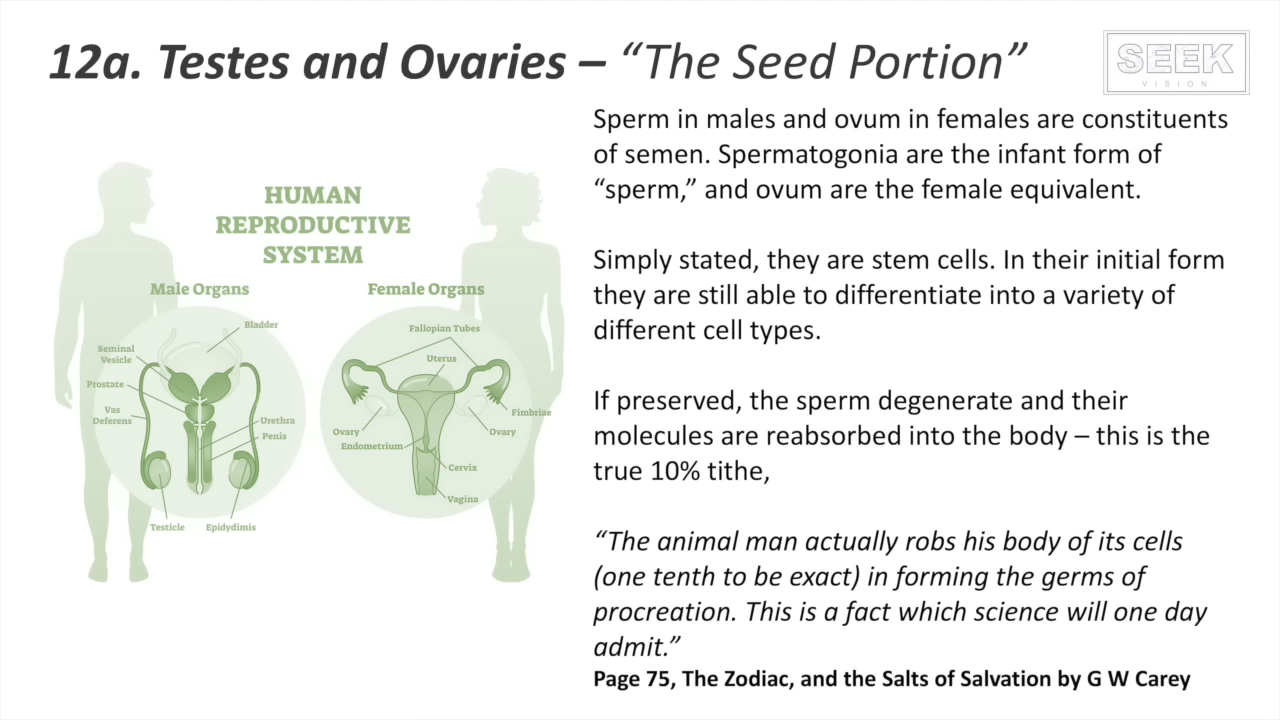 12a. Testes and Ovaries – “The Seed Portion”
SEEK
VISION
Sperm in males and ovum in females are constituents
of semen. Spermatogonia are the infant form of
“sperm,” and ovum are the female equivalent.
Simply stated, they are stem cells. In their initial form
they are still able to differentiate into a variety of
different cell types.
If preserved, the sperm degenerate and their
molecules are reabsorbed into the body – this is the
true 10% tithe,
“The animal man actually robs his body of its cells
(one tenth to be exact) in forming the germs of
procreation. This is a fact which science will one day
admit.”
Page 75, The Zodiac, and the Salts of Salvation by G W Carey
HUMAN
REPRODUCTIVE
SYSTEM
Male Organs
Bladder
Seminal
Vesicle
Prostate
Vas
Deferens
Urethra
Penis
Testicle
Epidydimis
Female Organs
Fallopian Tubes
Uterus
Fimbriae
Ovary
Ovary
Endometrium
Cervix
Vagina